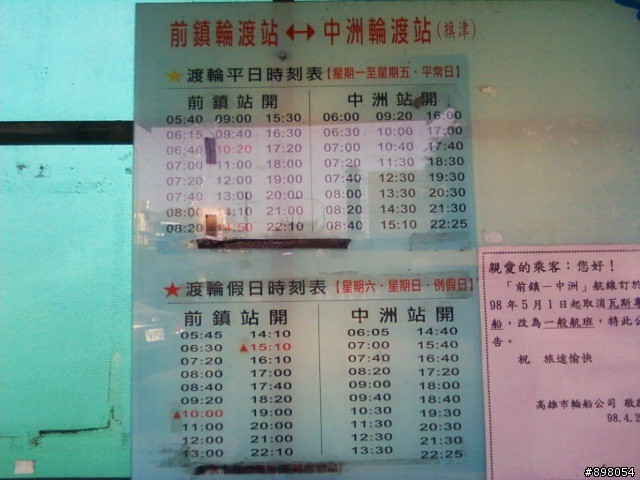 前鎮輪渡站↔中洲輪渡站(旗津)
★渡輪平日時刻表【星期一至星期五．平常日】
前鎮站開 中洲站開
05:40 09:00 15:30 06:00 09:20 16:00
06:15 09:40 16:30 06:30 10:00 17:00
06:40 10:20 17:20 07:00 10:40 17:40
07:00 11:00 18:00 07:20 11:30 18:30
07:20 12:00 19:00 07:40 12:30 19:30
07:40 13:00 20:00 08:00 13:30 20:30
08:00 14:10 21:00 08:20 14:30 21:30
08:20 14:50 22:10 08:40 15:10 22:25
★渡輪假日時刻表【星期六．星期日．例假日】
前鎮站開 中洲站開
05:45 14:10 06:05 14:40
06:30 ▲15:10 07:00 15:40
07:20 16:10 07:40 16:40
08:00 17:00 08:20 17:20
08:40 17:40 09:00 18:00
09:20 18:20 09:40 18:40
▲10:00 19:00 10:30 19:30
11:00 20:00 11:30 20:30
12:00 21:00 12:30 21:30
13:00 22:10 13:30 22:25
親愛的乘客：您好！
「前鎮－中洲」航線訂於
98年5月1日起取消瓦斯專
船，改為一般航班，特此公
告。
祝 旅途愉快
高雄市輪船公司 敬
98.4.2
#898054